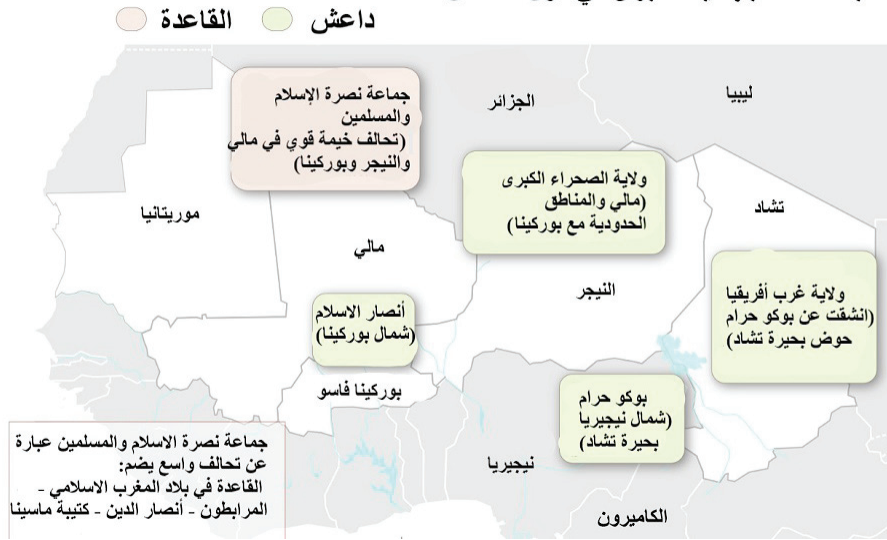 داعش
القاعدة
جماعة نصرة الإسلام
والمسلمين
(تحالف خيمة قوي في مالي
والنيجر وبوركينا)
الجزائر
ليبيا
ولاية الصحراء الكبرى
(مالي والمناطق
الحدودية مع بوركينا)
تشاد
موريتانيا
مالي
النيجر
ولاية غرب أفريقيا
(انشقت عن بوكو حرام
حوض بحيرة تشاد)
أنصار الاسلام
(شمال بوركينا)
بوركينا فاسو
بوكو حرام
(شمال نيجيريا
بحيرة تشاد)
نيجيريا
الكاميرون
جماعة نصرة الاسلام والمسلمين عبارة
عن تحالف واسع يضم:
القاعدة في بلاد المغرب الاسلامي -
المرابطون - أنصار الدين - كتيبة ماسينا